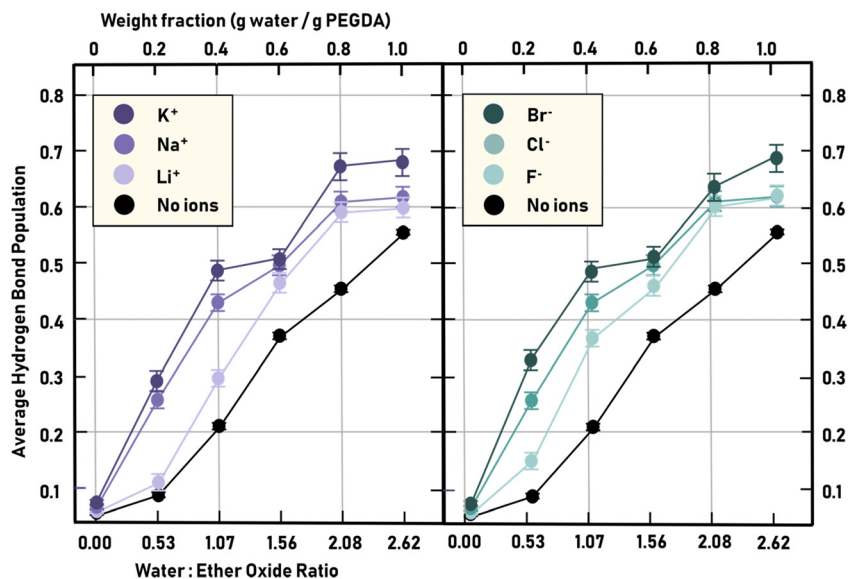 Weight fraction (g water / g PEGDA)
0 0.2 0.4 0.6 0.8 1.0 0 0.2 0.4 0.6 0.8 1.0
0.8 0.8
K⁺ Br⁻
0.7 Na⁺ Cl⁻ 0.7
Li⁺ F⁻
0.6 No ions No ions 0.6
0.5 0.5
0.4 0.4
0.3 0.3
0.2 0.2
0.1 0.1
Average Hydrogen Bond Population
0.00 0.53 1.07 1.56 2.08 2.62 0.00 0.53 1.07 1.56 2.08 2.62
Water : Ether Oxide Ratio